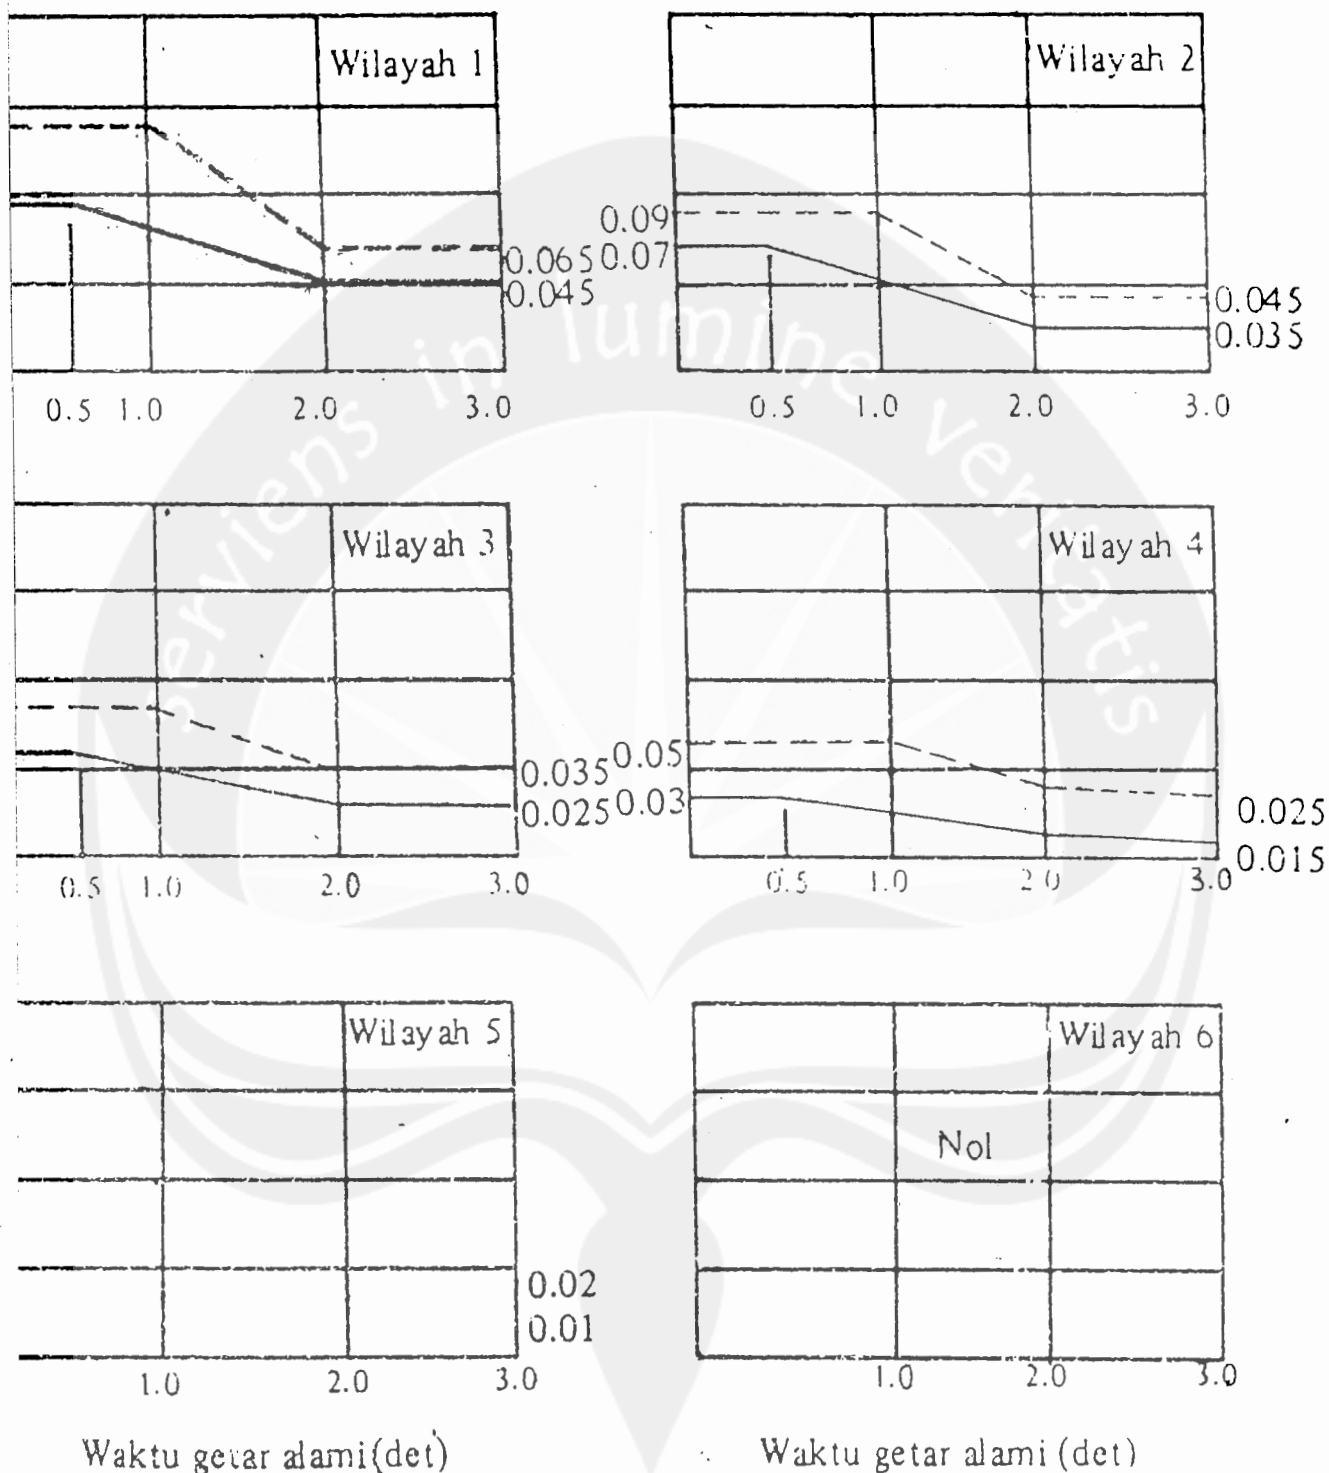 Wilayah 1
Wilayah 2
0.09
0.065 0.07
0.045
0.045
0.035
0.5 1.0 2.0 3.0
0.5 1.0 2.0 3.0
serviens in lumine veritatis
Wilayah 3
Wilayah 4
0.035 0.05
0.025 0.03
0.025
0.015
0.5 1.0 2.0 3.0
0.5 1.0 2.0 3.0
Wilayah 5
Wilayah 6
Nol
0.02
0.01
1.0 2.0 3.0
1.0 2.0 3.0
Waktu getar alami (det)
Waktu getar alami (det)